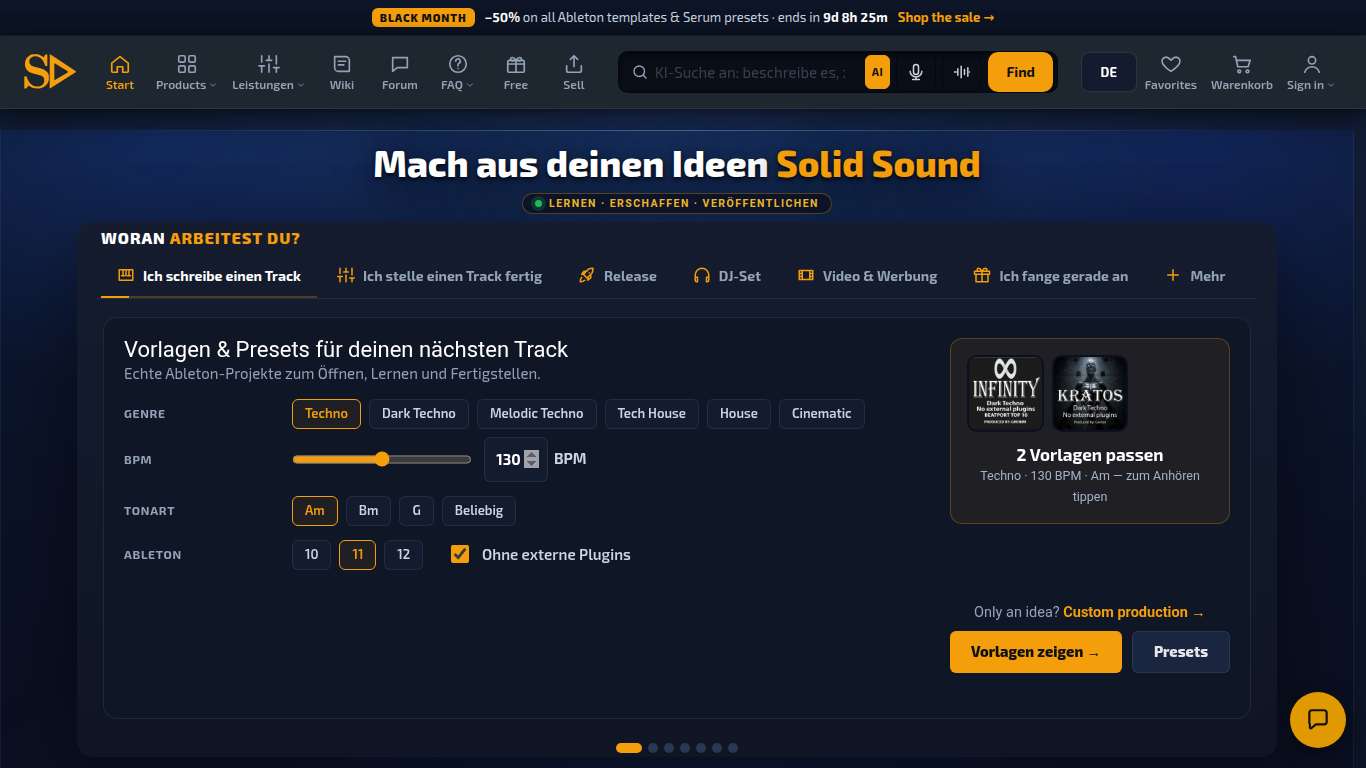 BLACK MONTH −50% on all Ableton templates & Serum presets · ends in 9d 8h 25m Shop the sale →
Start Products Leistungen Wiki Forum FAQ Free Sell
KI-Suche an: beschreibe es, : AI Find
DE Favorites Warenkorb Sign in
Mach aus deinen Ideen Solid Sound
LERNEN · ERSCHAFFEN · VERÖFFENTLICHEN
WORAN ARBEITEST DU?
Ich schreibe einen Track Ich stelle einen Track fertig Release DJ-Set Video & Werbung Ich fange gerade an Mehr
Vorlagen & Presets für deinen nächsten Track
Echte Ableton-Projekte zum Öffnen, Lernen und Fertigstellen.
GENRE Techno Dark Techno Melodic Techno Tech House House Cinematic
BPM 130 BPM
TONART Am Bm G Beliebig
ABLETON 10 11 12 Ohne externe Plugins
INFINITY
Dark Techno
No external plugins
BEATPORT TOP 10
KRATOS
Dark Techno
No external plugins
2 Vorlagen passen
Techno · 130 BPM · Am — zum Anhören
tippen
Only an idea? Custom production →
Vorlagen zeigen → Presets